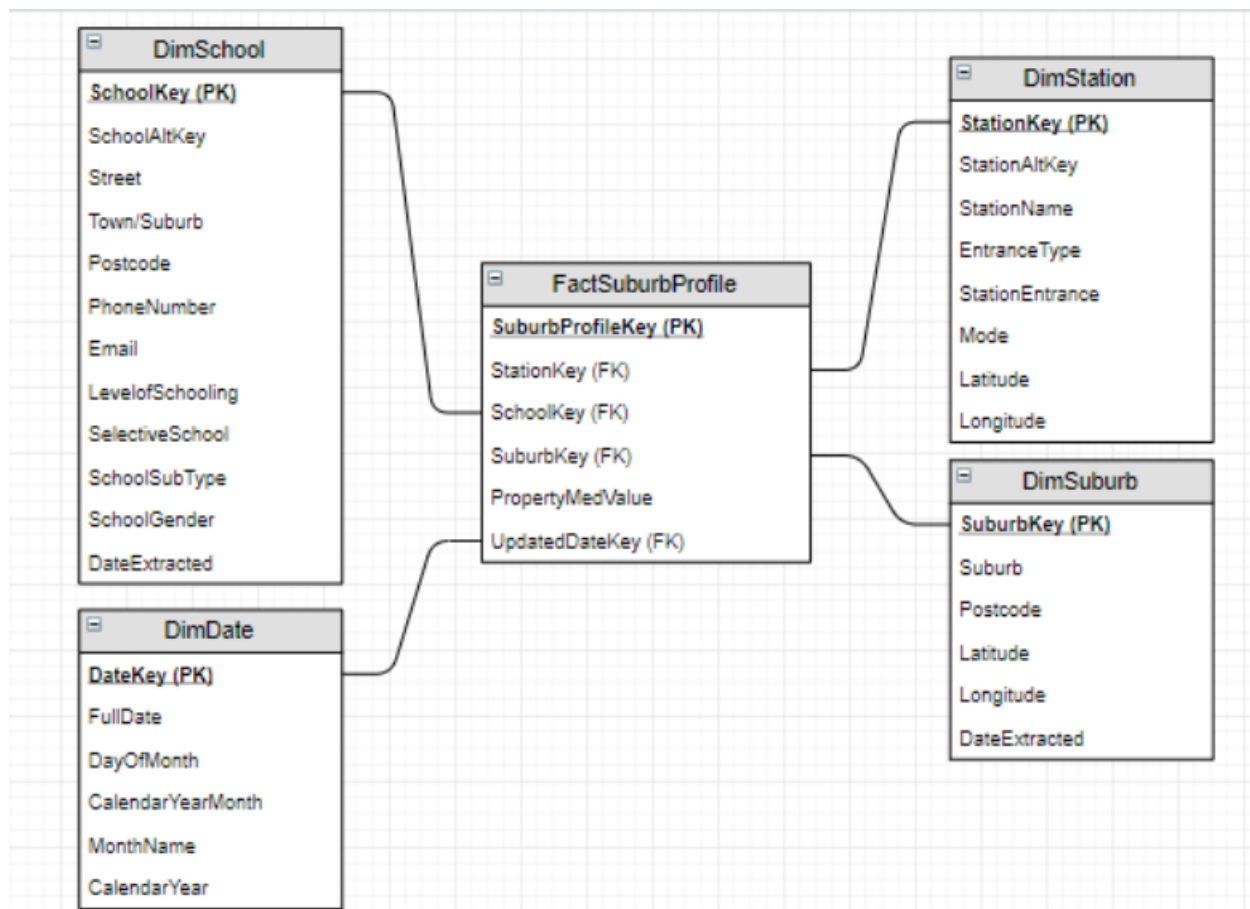 DimSchool
SchoolKey (PK)
SchoolAltKey
Street
Town/Suburb
Postcode
PhoneNumber
Email
LevelofSchooling
SelectiveSchool
SchoolSubType
SchoolGender
DateExtracted
DimDate
DateKey (PK)
FullDate
DayOfMonth
CalendarYearMonth
MonthName
CalendarYear
FactSuburbProfile
SuburbProfileKey (PK)
StationKey (FK)
SchoolKey (FK)
SuburbKey (FK)
PropertyMedValue
UpdatedDateKey (FK)
DimStation
StationKey (PK)
StationAltKey
StationName
EntranceType
StationEntrance
Mode
Latitude
Longitude
DimSuburb
SuburbKey (PK)
Suburb
Postcode
Latitude
Longitude
DateExtracted